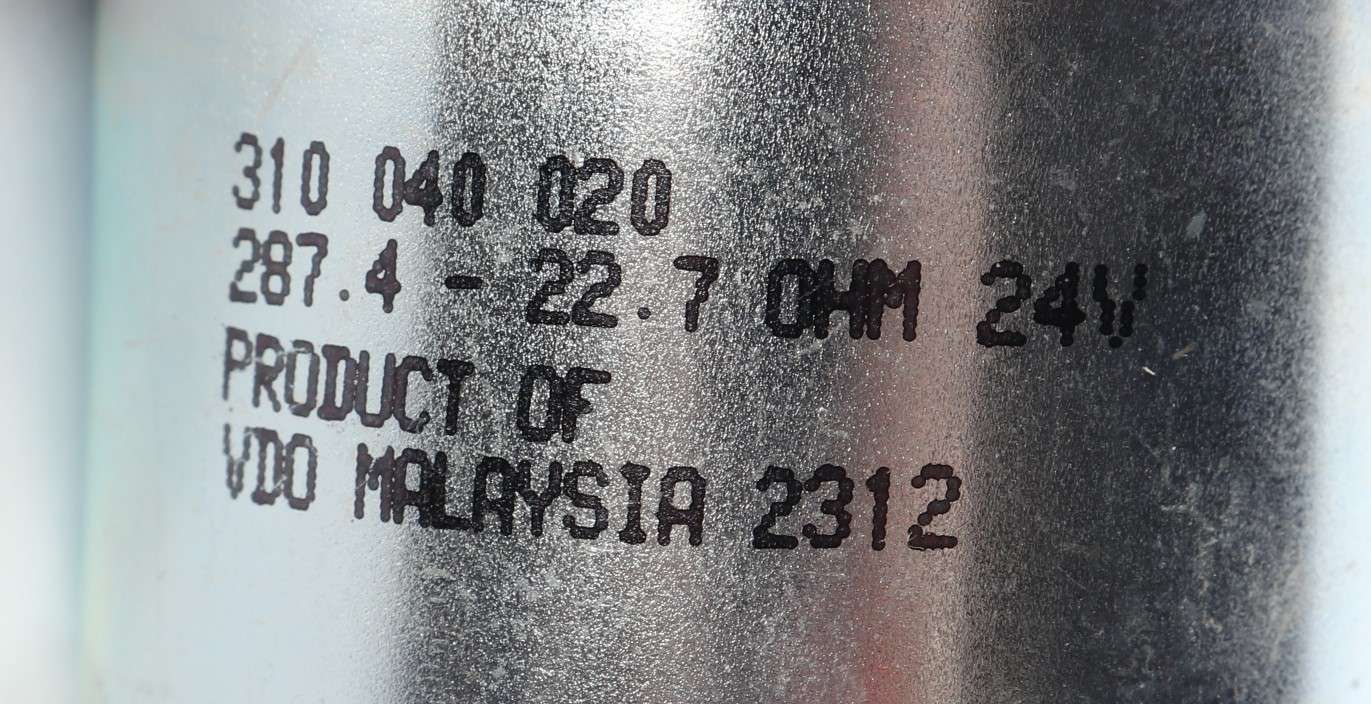 310 040 020
287.4 - 22.7 OHM 24V
PRODUCT OF
VDO MALAYSIA 2312